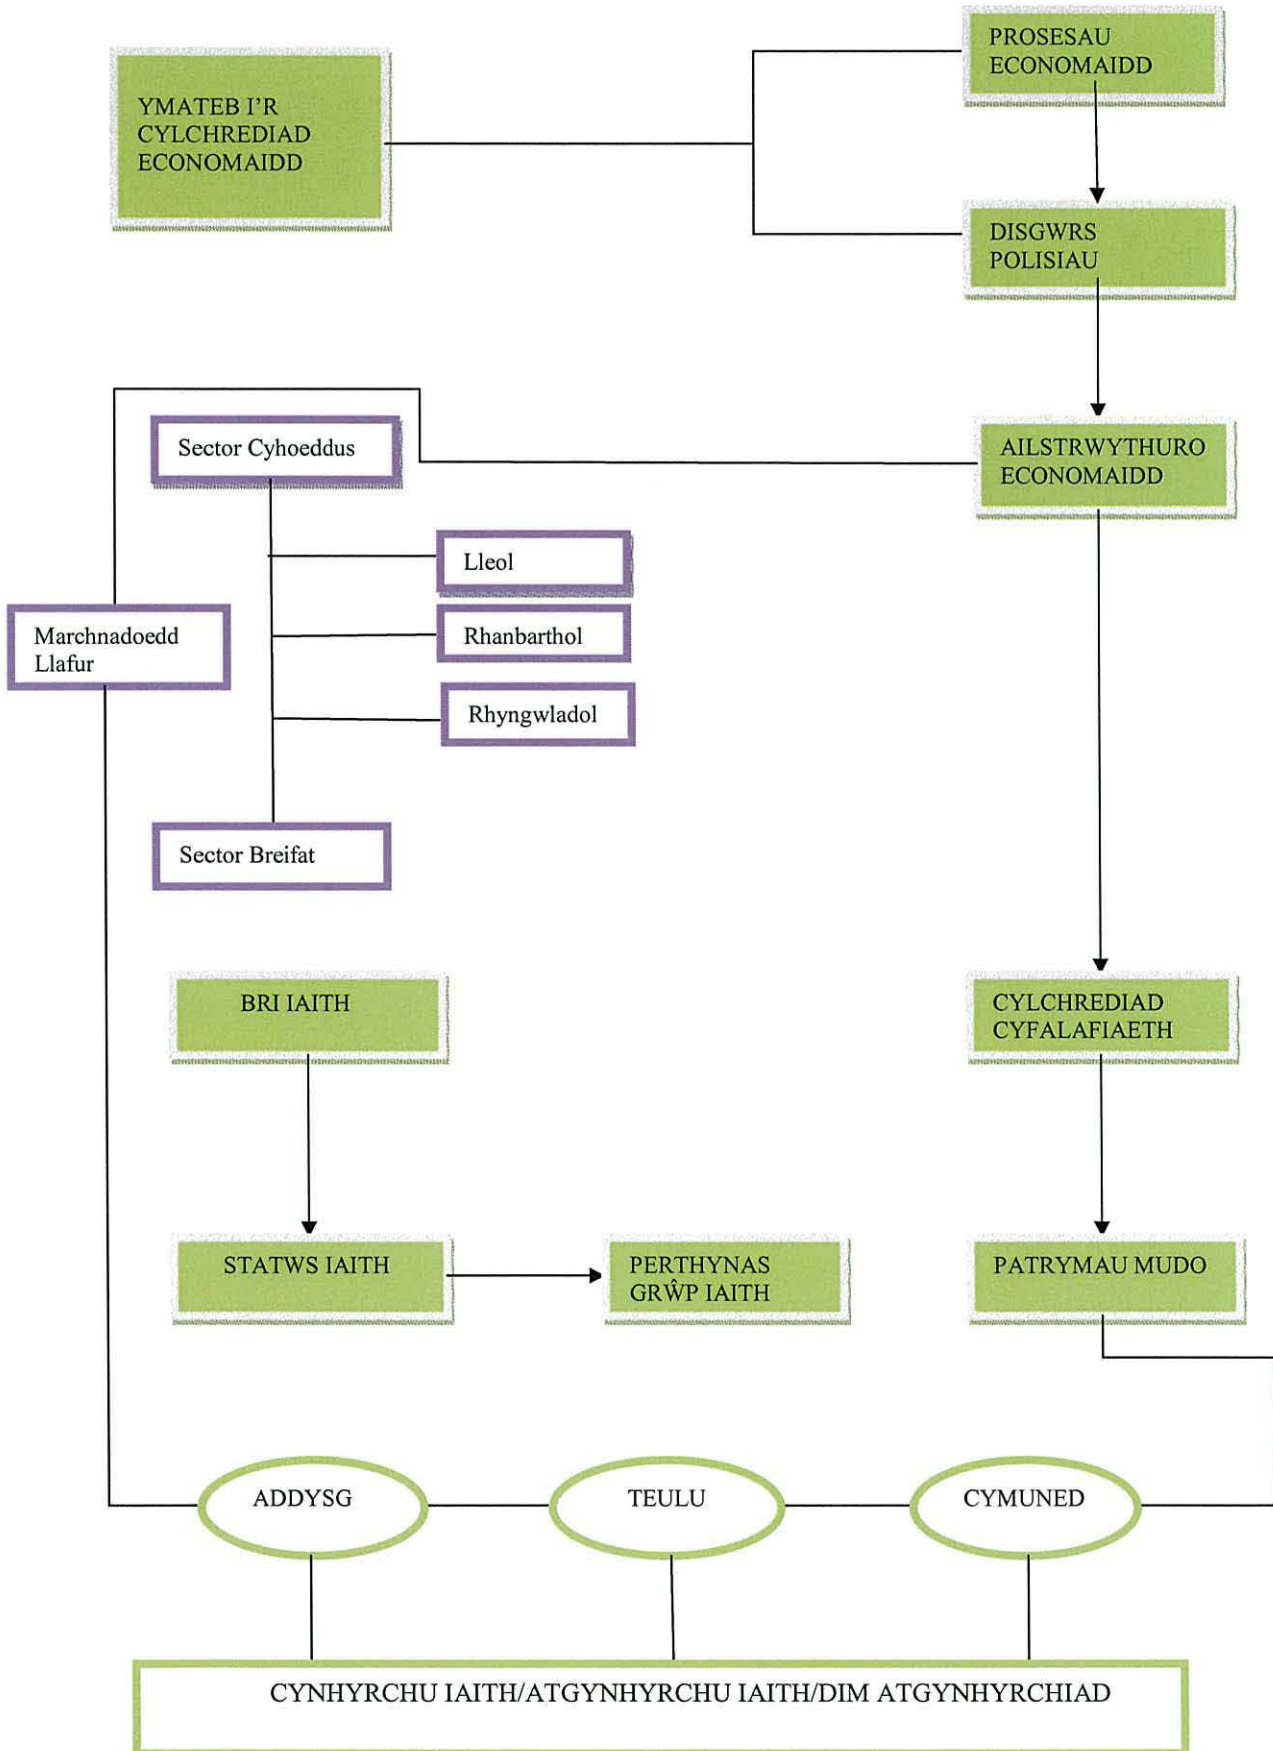 PROSESAU
ECONOMAIDD
YMATEB I’R
CYLCHREDIAD
ECONOMAIDD
DISGWRS
POLISIAU
Sector Cyhoeddus
AILSTRWYTHURO
ECONOMAIDD
Lleol
Marchnadoedd
Llafur
Rhanbarthol
Rhyngwladol
Sector Breifat
BRI IAITH
CYLCHREDIAD
CYFALAFIAETH
STATWS IAITH
PERTHYNAS
GRŴP IAITH
PATRYMAU MUDO
ADDYSG
TEULU
CYMUNED
CYNHYRCHU IAITH/ATGYNHYRCHU IAITH/DIM ATGYNHYRCHIAD